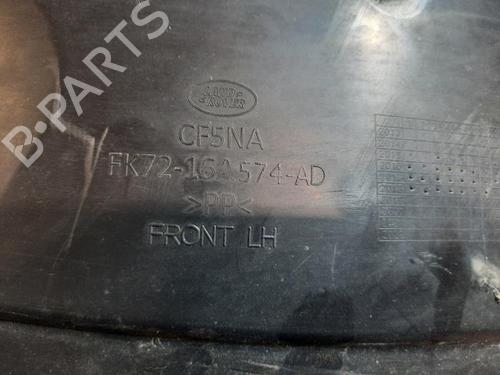 LAND-
-ROVER
CF5NA
FK72-16A574-AD
>PP<
FRONT LH
B-PARTS